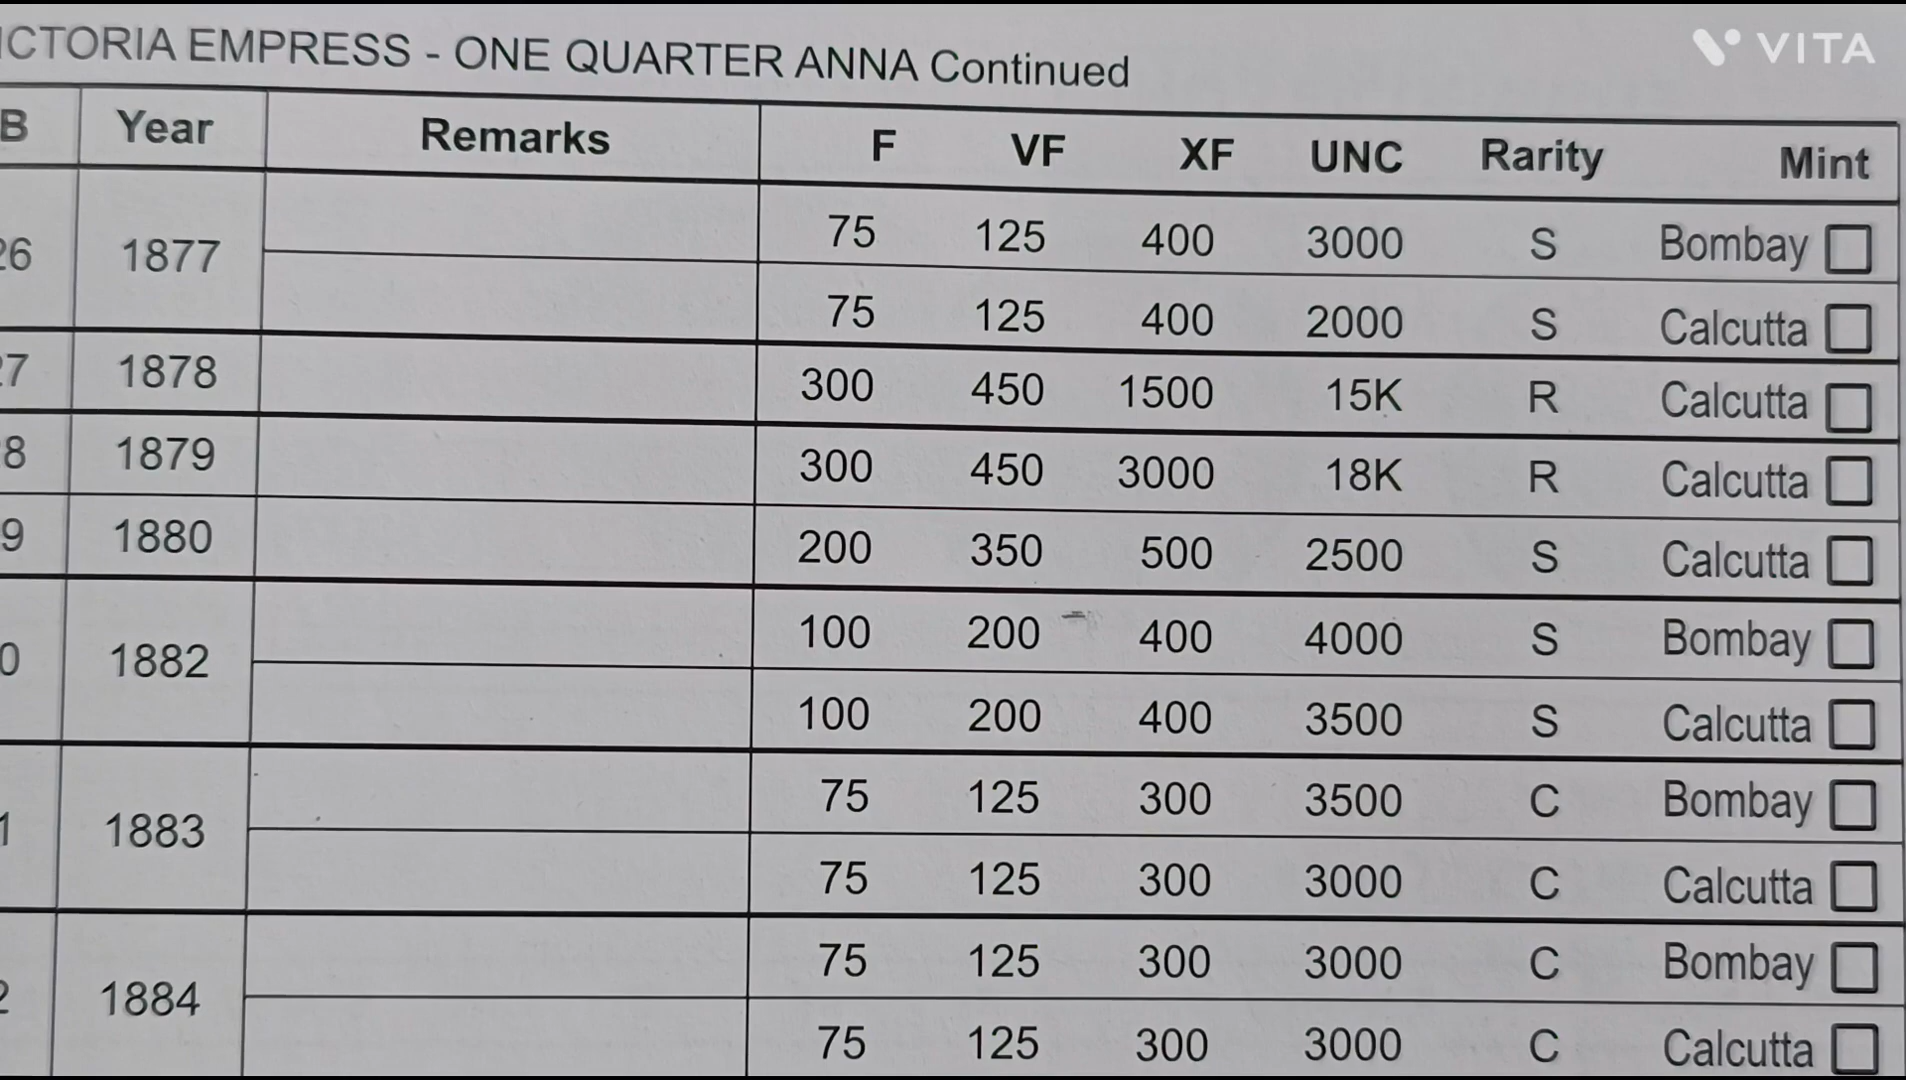 ICTORIA EMPRESS - ONE QUARTER ANNA Continued
VITA
B Year Remarks F VF XF UNC Rarity Mint
26 1877 75 125 400 3000 S Bombay
75 125 400 2000 S Calcutta
27 1878 300 450 1500 15K R Calcutta
8 1879 300 450 3000 18K R Calcutta
9 1880 200 350 500 2500 S Calcutta
0 1882 100 200 400 4000 S Bombay
100 200 400 3500 S Calcutta
1 1883 75 125 300 3500 C Bombay
75 125 300 3000 C Calcutta
2 1884 75 125 300 3000 C Bombay
75 125 300 3000 C Calcutta